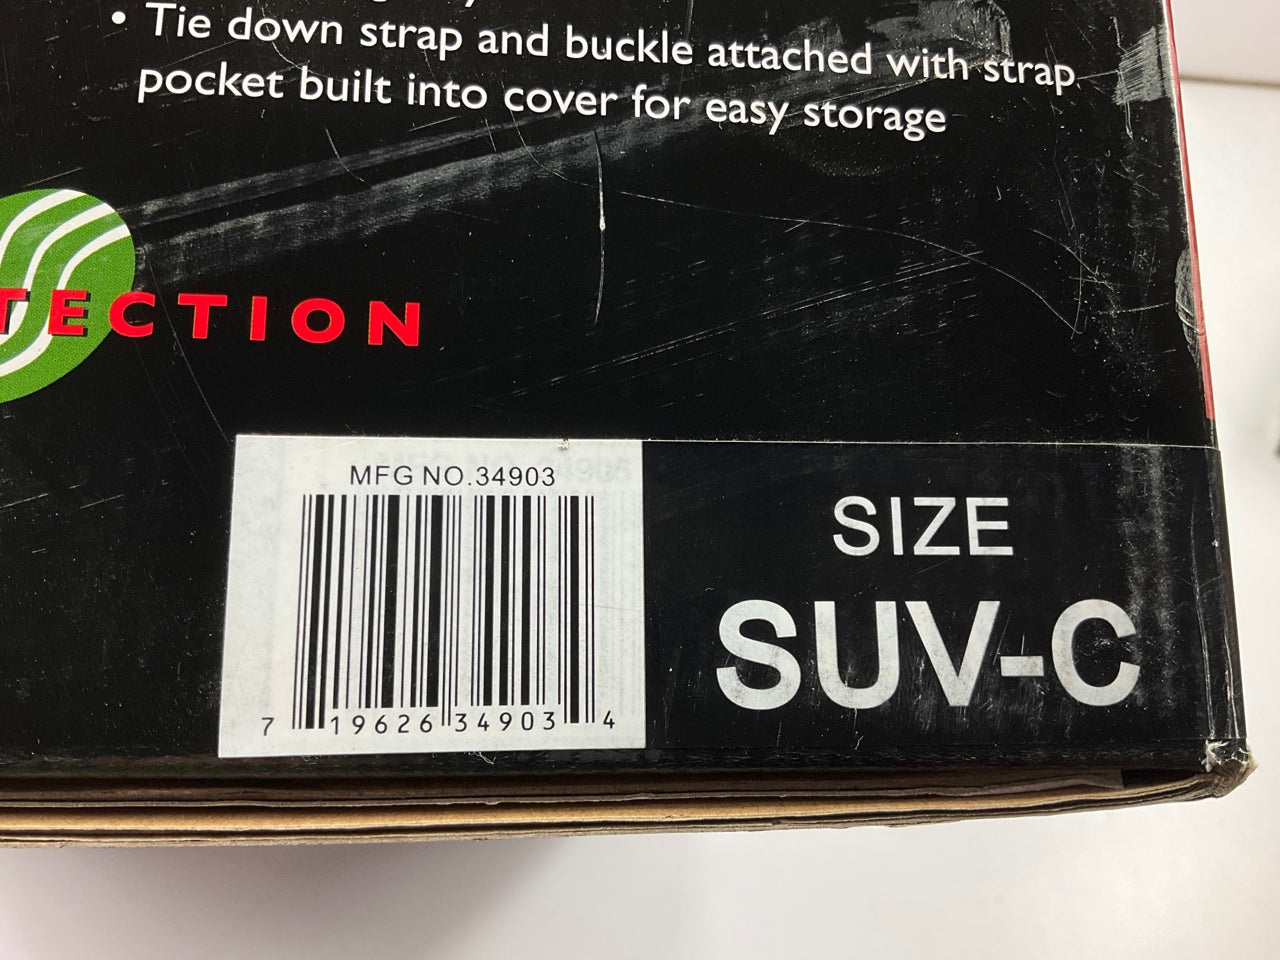 • Tie down strap and buckle attached with strap
pocket built into cover for easy storage
TECTION
MFG NO.34903
7 19626 34903 4
SIZE
SUV-C